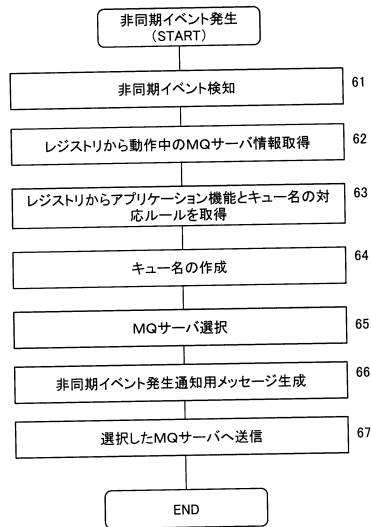 非同期イベント発生
(START)
非同期イベント検知
61
レジストリから動作中のMQサーバ情報取得
62
レジストリからアプリケーション機能とキュー名の対
応ルールを取得
63
キュー名の作成
64
MQサーバ選択
65
非同期イベント発生通知用メッセージ生成
66
選択したMQサーバへ送信
67
END